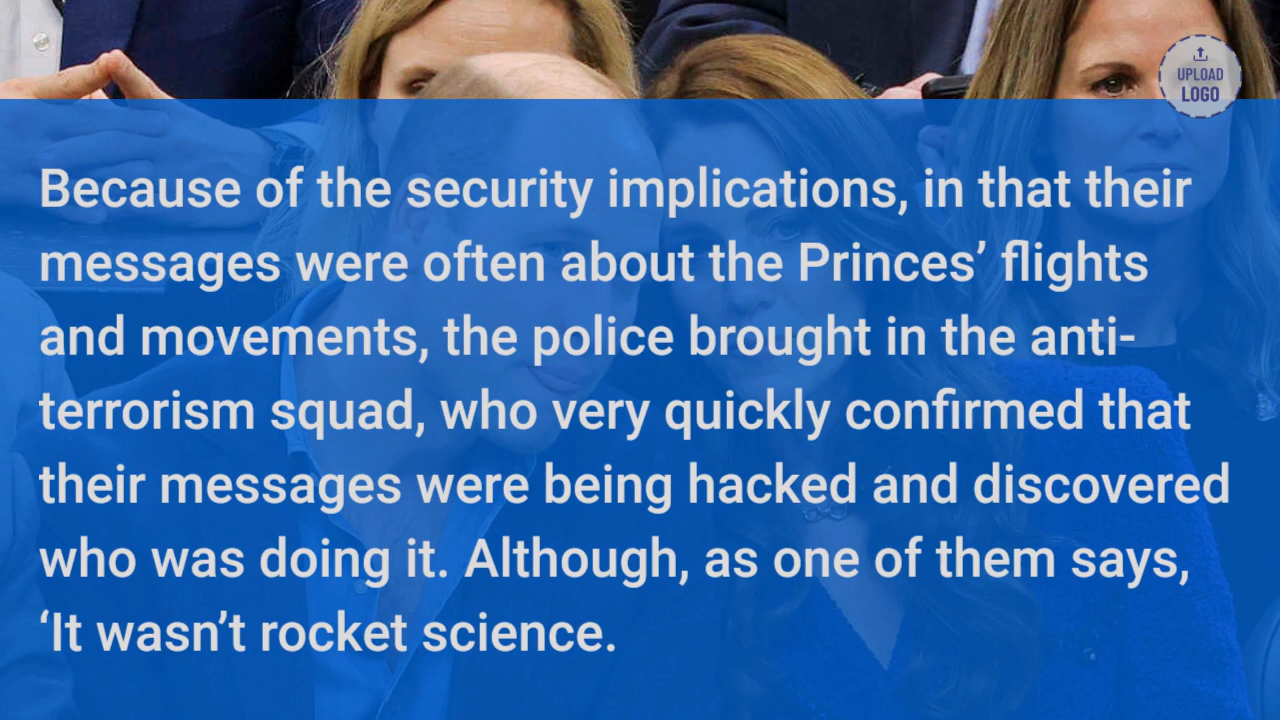 UPLOAD
LOGO
Because of the security implications, in that their
messages were often about the Princes’ flights
and movements, the police brought in the anti-
terrorism squad, who very quickly confirmed that
their messages were being hacked and discovered
who was doing it. Although, as one of them says,
‘It wasn’t rocket science.